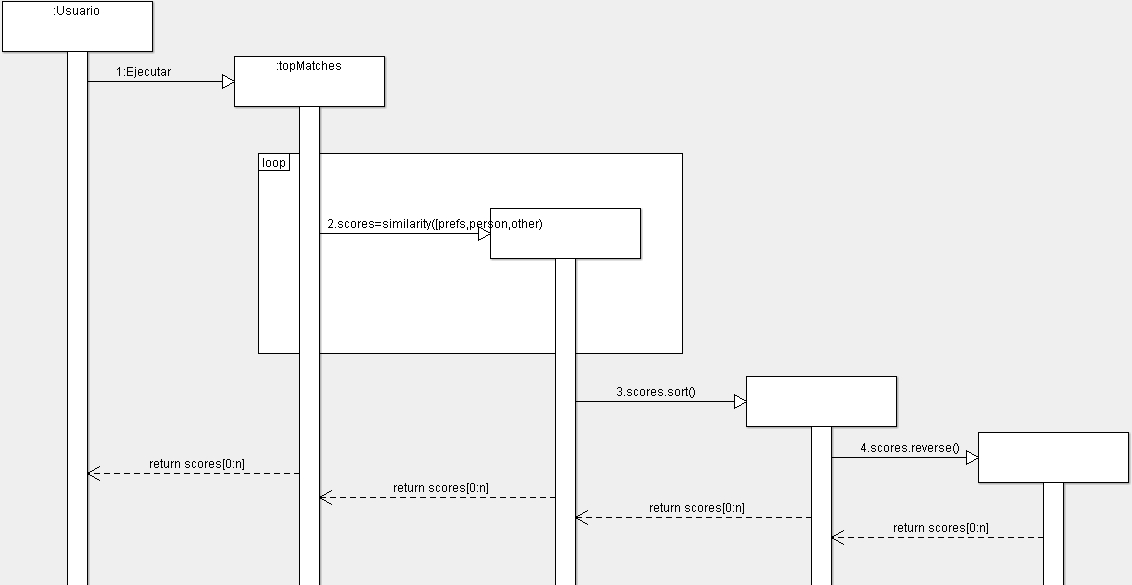 :Usuario
:topMatches
1:Ejecutar
loop
2.scores=similarity([prefs,person,other)
3.scores.sort()
4.scores.reverse()
return scores[0:n]
return scores[0:n]
return scores[0:n]
return scores[0:n]